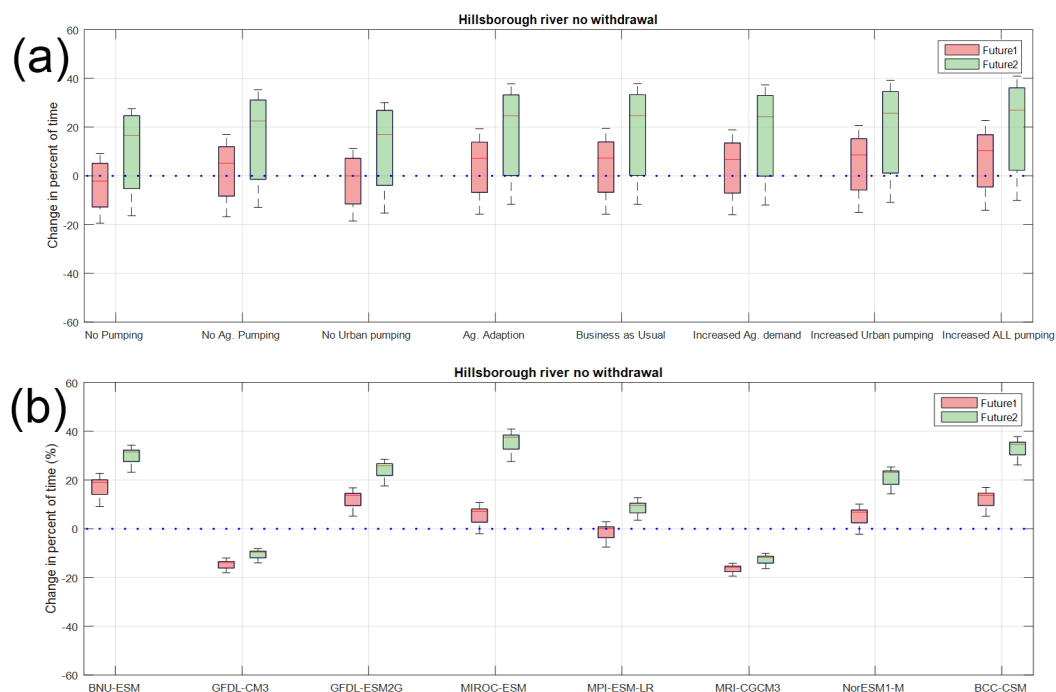 (a)
Hillsborough river no withdrawal
Change in percent of time
60
40
20
0
-20
-40
-60
Future1
Future2
No Pumping
No Ag. Pumping
No Urban pumping
Ag. Adaption
Business as Usual
Increased Ag. demand
Increased Urban pumping
Increased ALL pumping
(b)
Hillsborough river no withdrawal
Change in percent of time (%)
60
40
20
0
-20
-40
-60
Future1
Future2
BNU-ESM
GFDL-CM3
GFDL-ESM2G
MIROC-ESM
MPI-ESM-LR
MRI-CGCM3
NorESM1-M
BCC-CSM